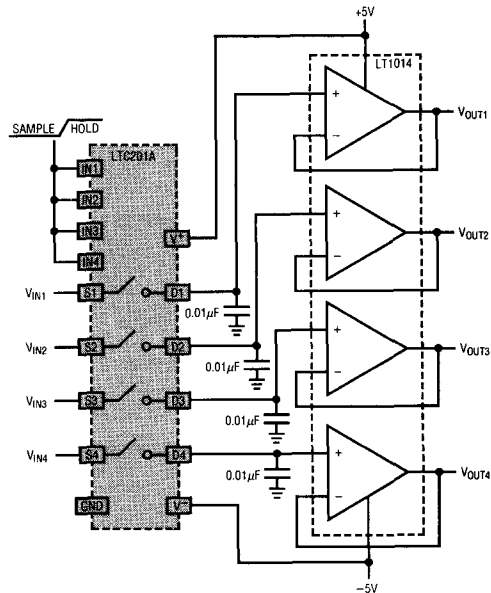 +5V
LT1014
SAMPLE/HOLD
LTC201A
IN1
IN2
IN3
IN4
V+
VIN1
S1
D1
0.01µF
VIN2
S2
D2
0.01µF
VIN3
S3
D3
0.01µF
VIN4
S4
D4
0.01µF
GND
V−
+
−
VOUT1
+
−
VOUT2
+
−
VOUT3
+
−
VOUT4
−5V